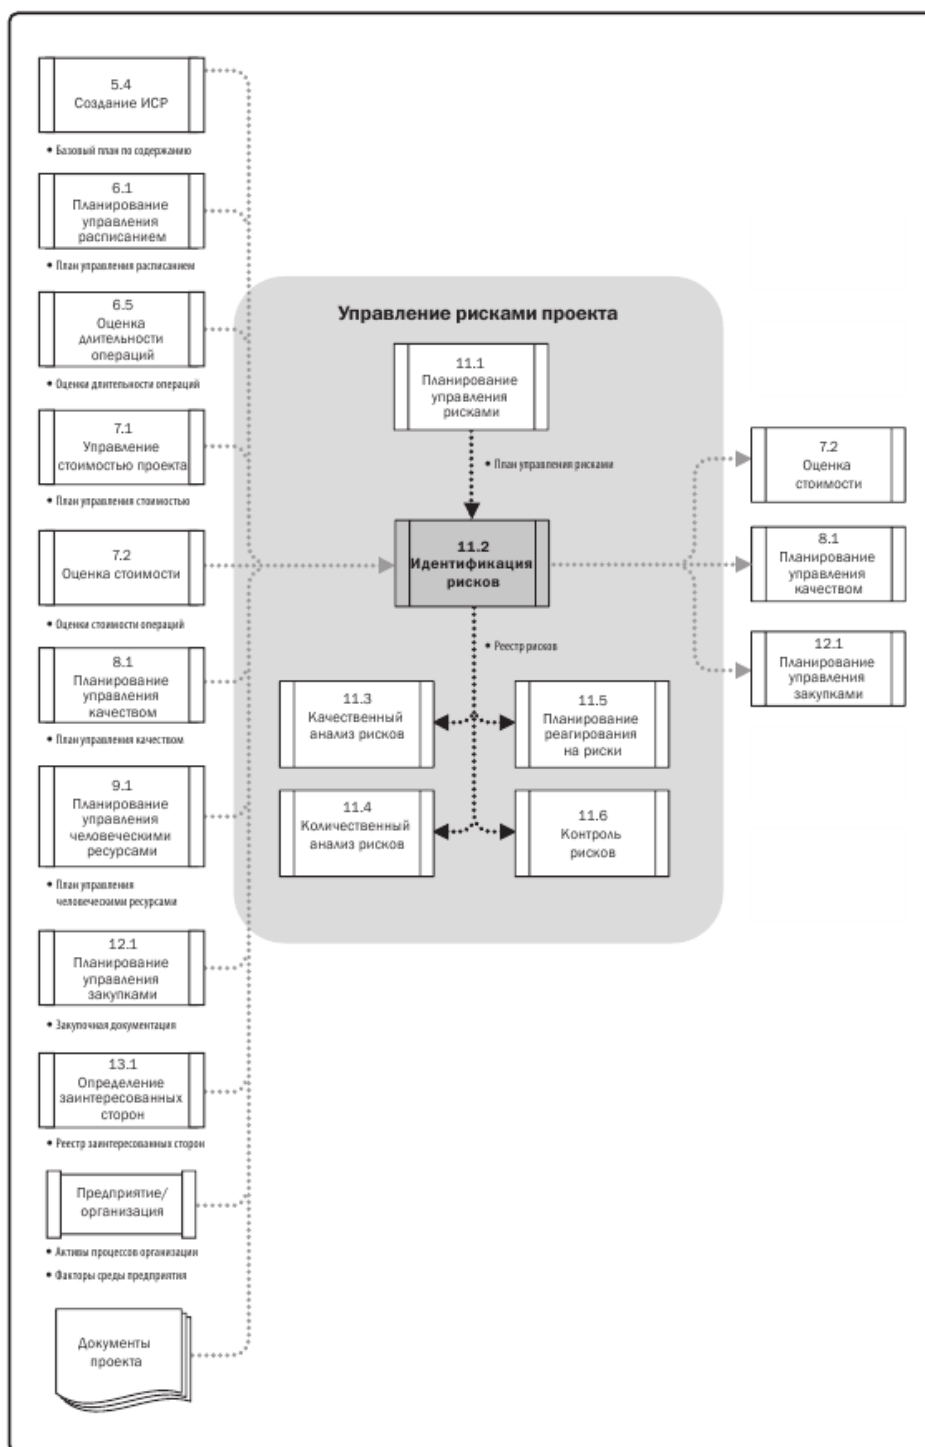 5.4
Создание ИСР
• Базовый план по содержанию
6.1
Планирование
управления
расписанием
• План управления расписанием
6.5
Оценка
длительности
операций
• Оценки длительности операций
7.1
Управление
стоимостью проекта
• План управления стоимостью
7.2
Оценка стоимости
• Оценки стоимости операций
8.1
Планирование
управления
качеством
• План управления качеством
9.1
Планирование
управления
человеческими
ресурсами
• План управления
человеческими ресурсами
12.1
Планирование
управления
закупками
• Закупочная документация
13.1
Определение
заинтересованных
сторон
• Реестр заинтересованных сторон
Предприятие/
организация
• Активы процессов организации
• Факторы среды предприятия
Документы
проекта
Управление рисками проекта
11.1
Планирование
управления
рисками
• План управления рисками
11.2
Идентификация
рисков
• Реестр рисков
11.3
Качественный
анализ рисков
11.5
Планирование
реагирования
на риски
11.4
Количественный
анализ рисков
11.6
Контроль
рисков
7.2
Оценка
стоимости
8.1
Планирование
управления
качеством
12.1
Планирование
управления
закупками